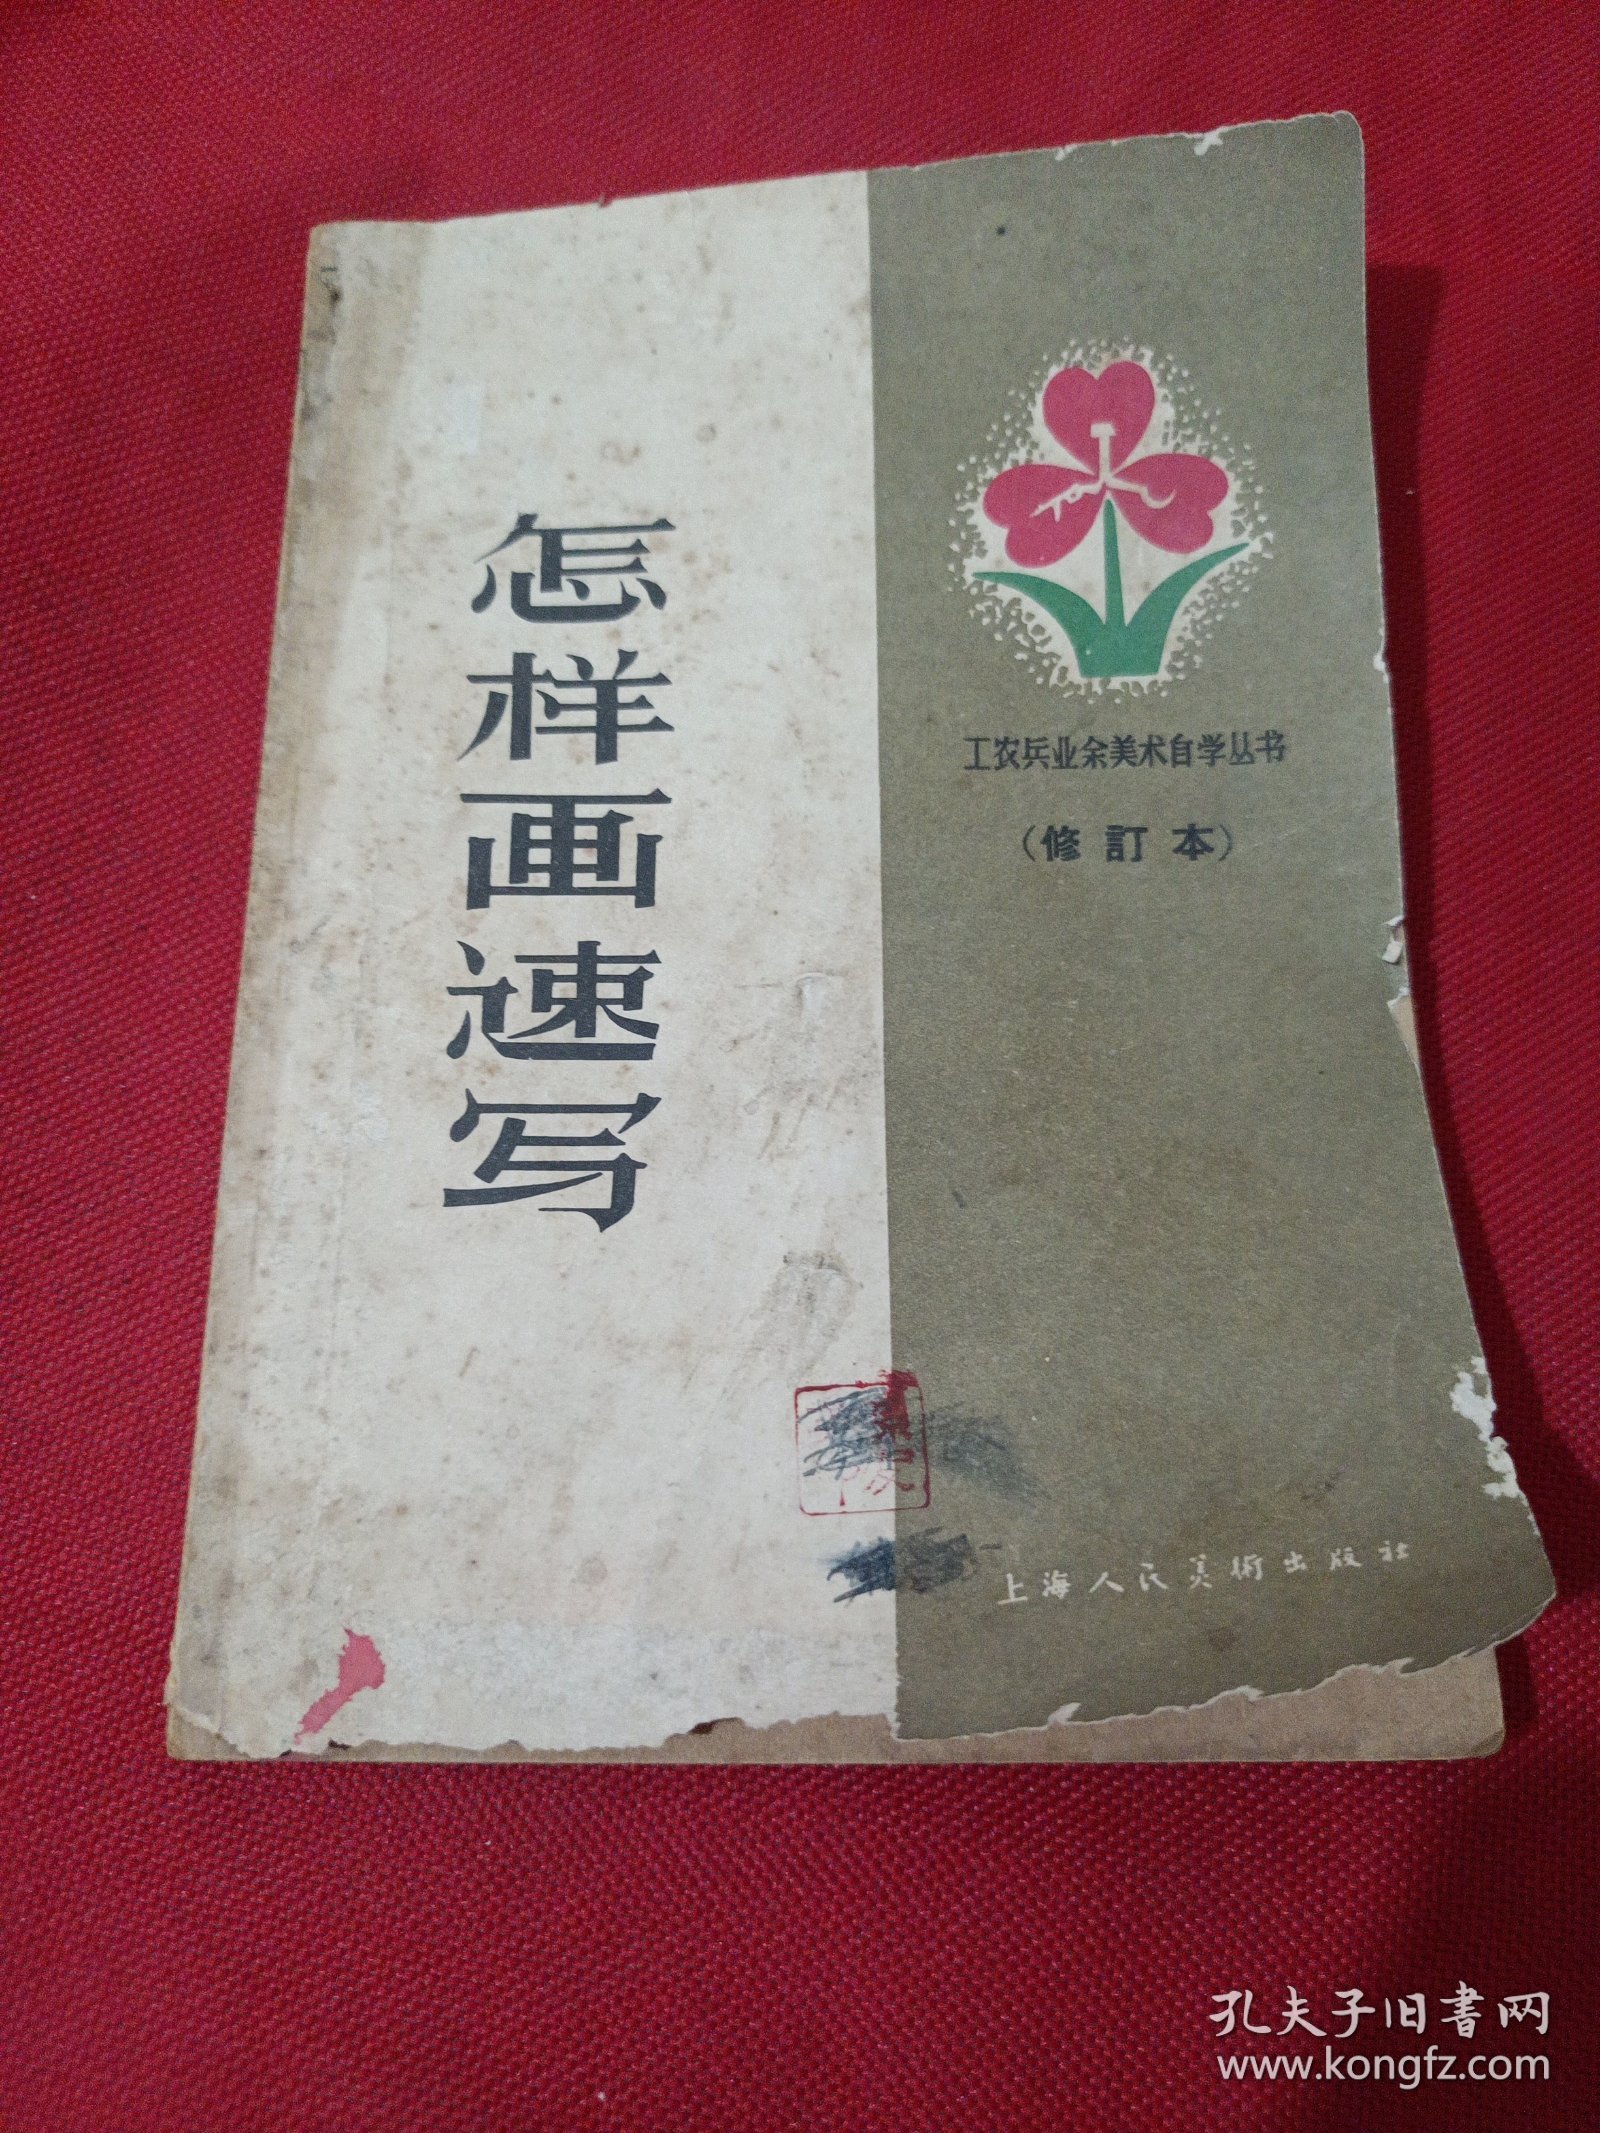 怎样画速写
工农兵业余美术自学丛书
（修訂本）
上海人民美術出版社
孔夫子旧書网
www.kongfz.com